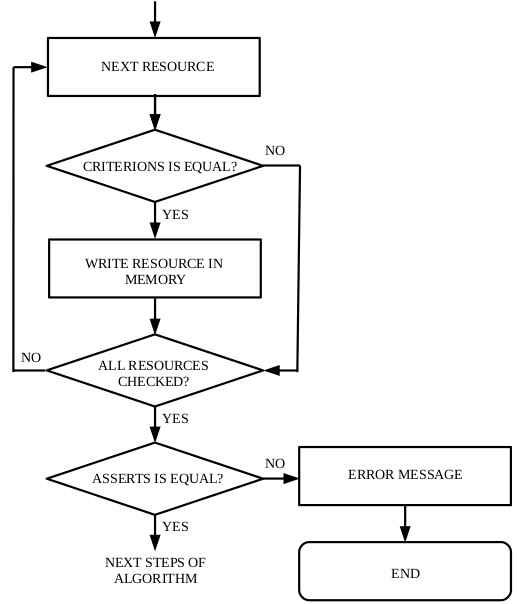 NEXT RESOURCE
CRITERIONS IS EQUAL?
NO
YES
WRITE RESOURCE IN
MEMORY
ALL RESOURCES
CHECKED?
NO
YES
ASSERTS IS EQUAL?
NO
ERROR MESSAGE
YES
NEXT STEPS OF
ALGORITHM
END